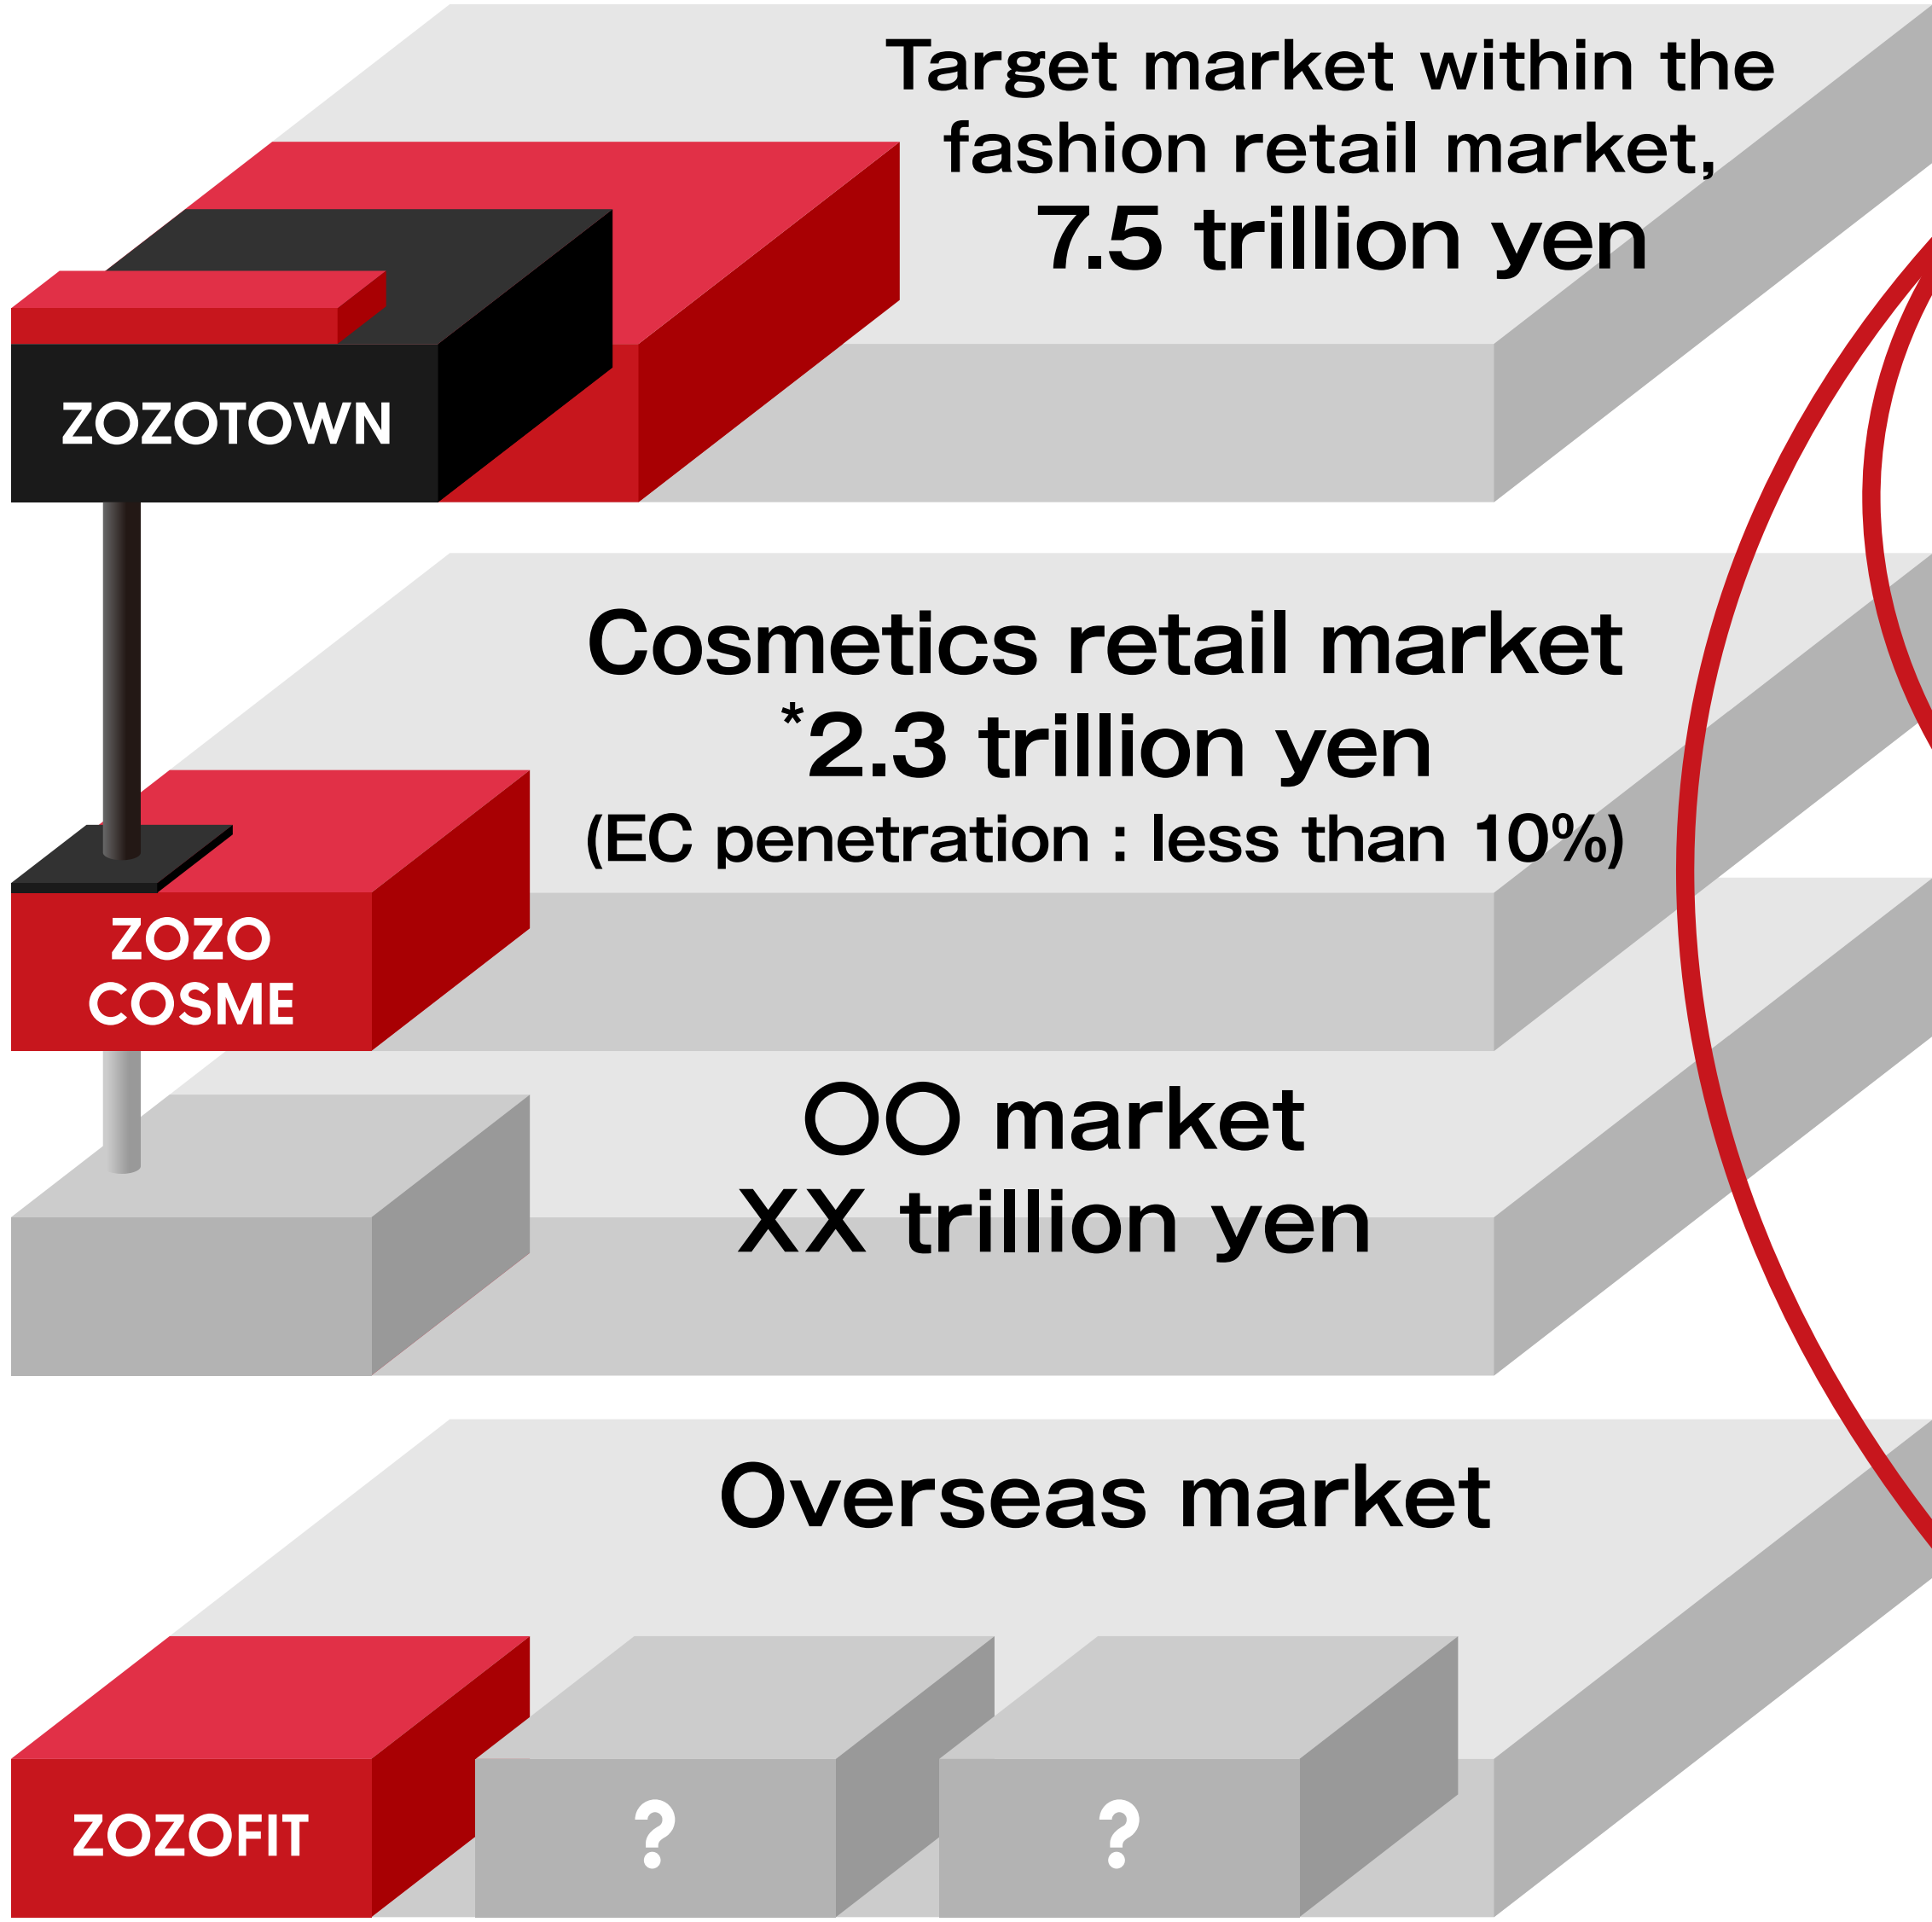 Target market within the
fashion retail market,
7.5 trillion yen
ZOZOTOWN
Cosmetics retail market
*2.3 trillion yen
(EC penetration : less than 10%)
ZOZO
COSME
○○ market
XX trillion yen
Overseas market
ZOZOFIT
?
?